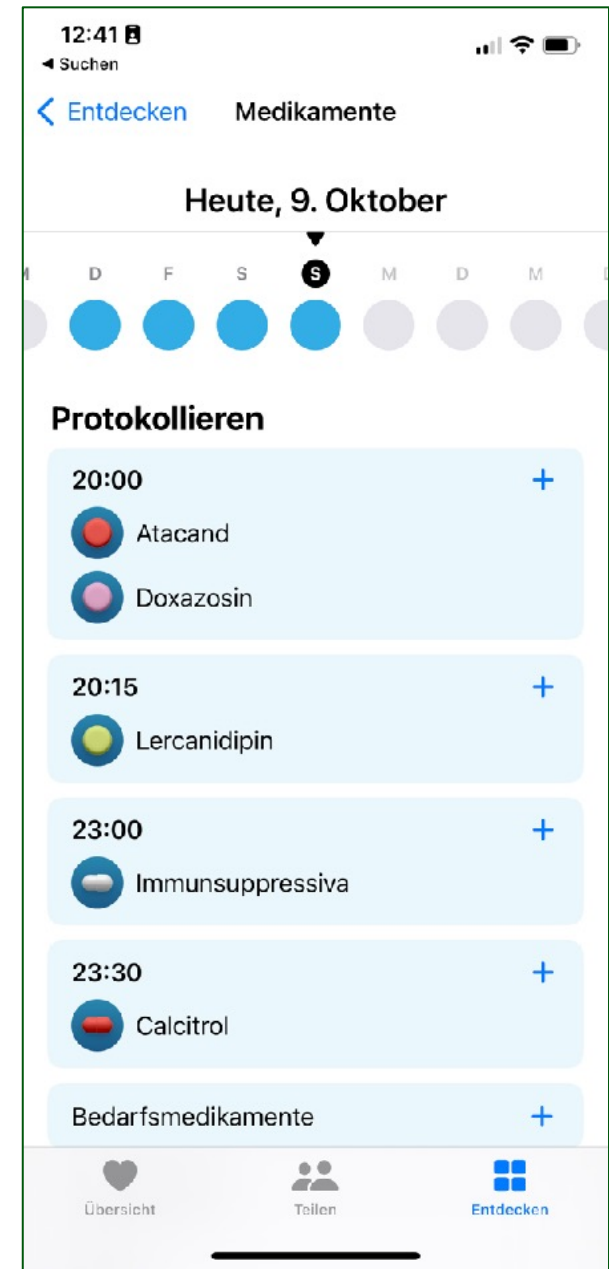 12:41
◀ Suchen
Entdecken Medikamente
Heute, 9. Oktober
D F S S M D M
Protokollieren
20:00 +
Atacand
Doxazosin
20:15 +
Lercanidipin
23:00 +
Immunsuppressiva
23:30 +
Calcitrol
Bedarfsmedikamente +
Übersicht Teilen Entdecken